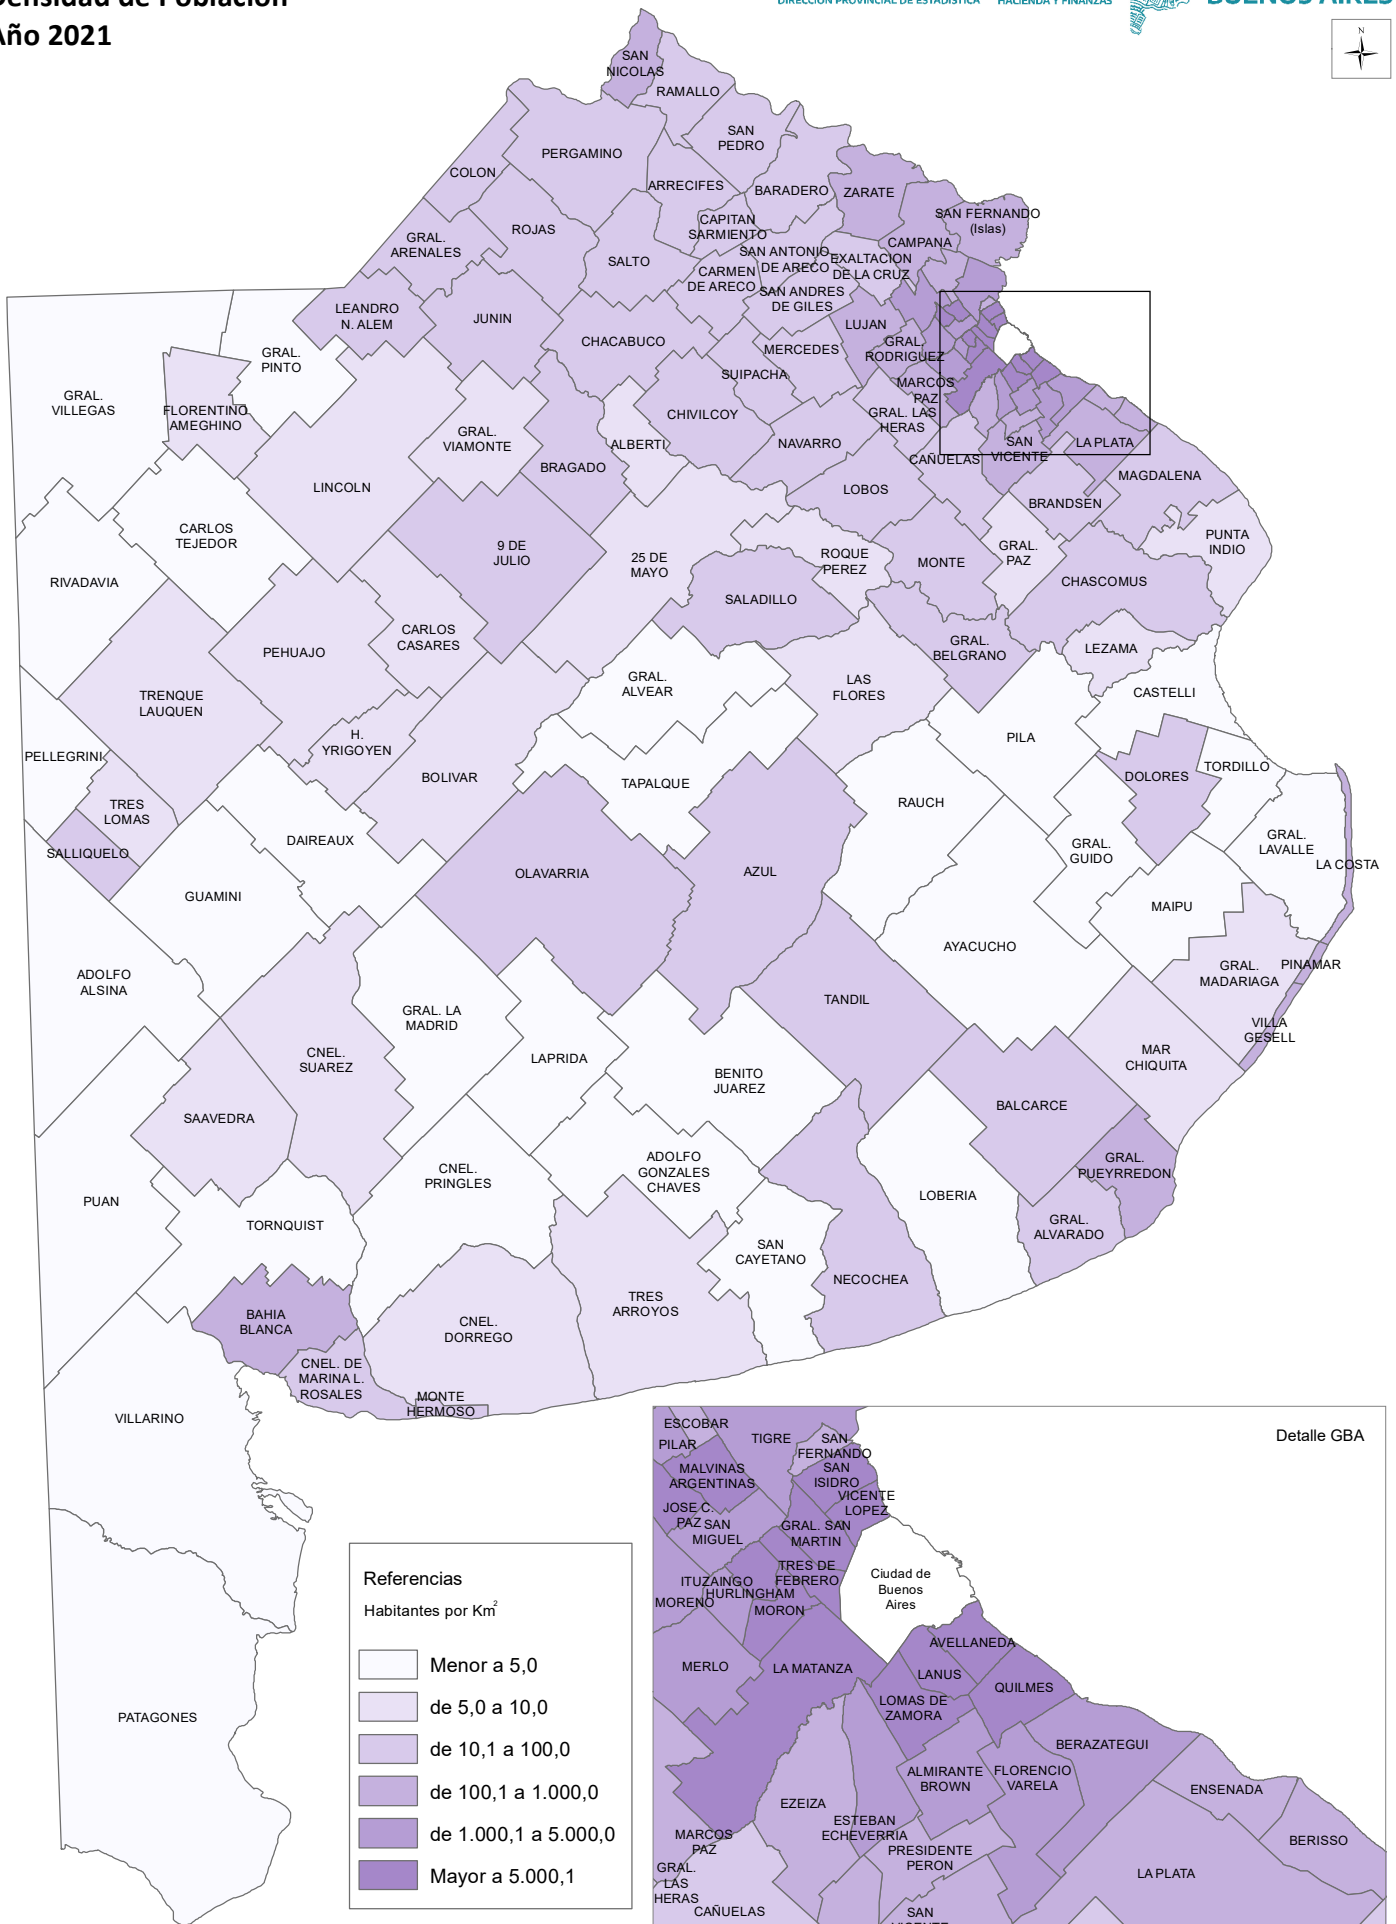 Densidad de Población
Año 2021
DIRECCIÓN PROVINCIAL DE ESTADÍSTICA
HACIENDA Y FINANZAS
BUENOS AIRES
N
SAN
NICOLAS
RAMALLO
SAN
PEDRO
PERGAMINO
COLON
ARRECIFES
BARADERO
ZARATE
SAN FERNANDO
(Islas)
CAPITAN
SARMIENTO
ROJAS
GRAL.
ARENALES
SALTO
SAN ANTONIO
DE ARECO
CAMPANA
EXALTACION
DE LA CRUZ
CARMEN
DE ARECO
SAN ANDRES
DE GILES
LEANDRO
N. ALEM
JUNIN
CHACABUCO
LUJAN
MERCEDES
GRAL.
RODRIGUEZ
GRAL.
PINTO
SUIPACHA
MARCOS
PAZ
GRAL.
VILLEGAS
FLORENTINO
AMEGHINO
CHIVILCOY
GRAL. LAS
HERAS
GRAL.
VIAMONTE
ALBERTI
NAVARRO
SAN
VICENTE
LA PLATA
CAÑUELAS
BRAGADO
LINCOLN
LOBOS
MAGDALENA
BRANDSEN
CARLOS
TEJEDOR
9 DE
JULIO
25 DE
MAYO
ROQUE
PEREZ
MONTE
GRAL.
PAZ
PUNTA
INDIO
RIVADAVIA
SALADILLO
CHASCOMUS
CARLOS
CASARES
PEHUAJO
GRAL.
BELGRANO
LEZAMA
TRENQUE
LAUQUEN
GRAL.
ALVEAR
LAS
FLORES
CASTELLI
H.
YRIGOYEN
PILA
PELLEGRINI
BOLIVAR
TAPALQUE
DOLORES
TORDILLO
TRES
LOMAS
RAUCH
DAIREAUX
GRAL.
GUIDO
GRAL.
LAVALLE
SALLIQUELO
LA COSTA
OLAVARRIA
AZUL
GUAMINI
MAIPU
AYACUCHO
ADOLFO
ALSINA
GRAL.
MADARIAGA
PINAMAR
TANDIL
GRAL. LA
MADRID
VILLA
GESELL
CNEL.
SUAREZ
LAPRIDA
MAR
CHIQUITA
BENITO
JUAREZ
BALCARCE
SAAVEDRA
ADOLFO
GONZALES
CHAVES
CNEL.
PRINGLES
GRAL.
PUEYRREDON
PUAN
LOBERIA
TORNQUIST
GRAL.
ALVARADO
SAN
CAYETANO
NECOCHEA
TRES
ARROYOS
BAHIA
BLANCA
CNEL.
DORREGO
CNEL. DE
MARINA L.
ROSALES
MONTE
HERMOSO
VILLARINO
PATAGONES
Referencias
Habitantes por Km²
Menor a 5,0
de 5,0 a 10,0
de 10,1 a 100,0
de 100,1 a 1.000,0
de 1.000,1 a 5.000,0
Mayor a 5.000,1
Detalle GBA
ESCOBAR
TIGRE
SAN
FERNANDO
PILAR
MALVINAS
ARGENTINAS
SAN
ISIDRO
VICENTE
LOPEZ
JOSE C.
PAZ
SAN
MIGUEL
GRAL. SAN
MARTIN
TRES DE
FEBRERO
Ciudad de
Buenos
Aires
ITUZAINGO
HURLINGHAM
MORENO
MORON
AVELLANEDA
MERLO
LA MATANZA
LANUS
QUILMES
LOMAS DE
ZAMORA
BERAZATEGUI
ALMIRANTE
BROWN
FLORENCIO
VARELA
ENSENADA
EZEIZA
ESTEBAN
ECHEVERRIA
BERISSO
MARCOS
PAZ
PRESIDENTE
PERON
GRAL.
LAS
HERAS
LA PLATA
CAÑUELAS
SAN
VICENTE